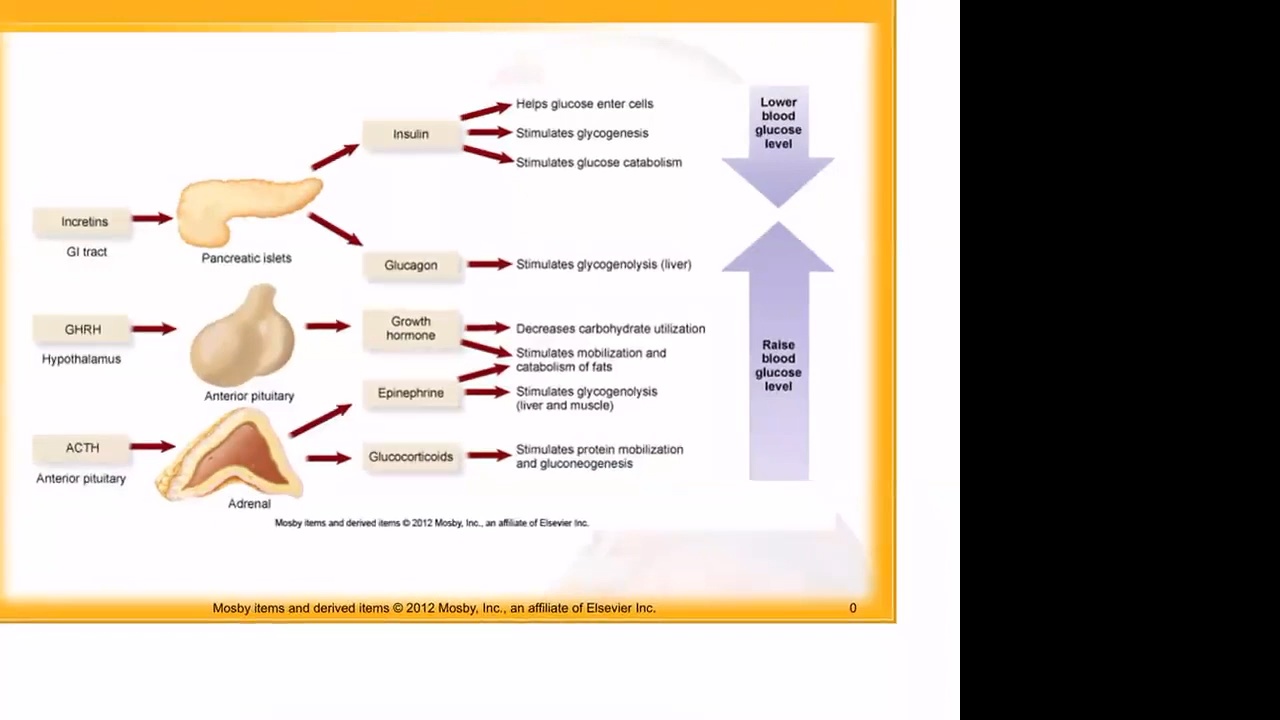 Helps glucose enter cells
Insulin
Stimulates glycogenesis
Stimulates glucose catabolism
Lower
blood
glucose
level
Incretins
GI tract
Pancreatic islets
Glucagon
Stimulates glycogenolysis (liver)
GHRH
Hypothalamus
Anterior pituitary
Growth
hormone
Decreases carbohydrate utilization
Stimulates mobilization and
catabolism of fats
Epinephrine
Stimulates glycogenolysis
(liver and muscle)
Raise
blood
glucose
level
ACTH
Anterior pituitary
Adrenal
Glucocorticoids
Stimulates protein mobilization
and gluconeogenesis
Mosby items and derived items © 2012 Mosby, Inc., an affiliate of Elsevier Inc.
Mosby items and derived items © 2012 Mosby, Inc., an affiliate of Elsevier Inc.
0